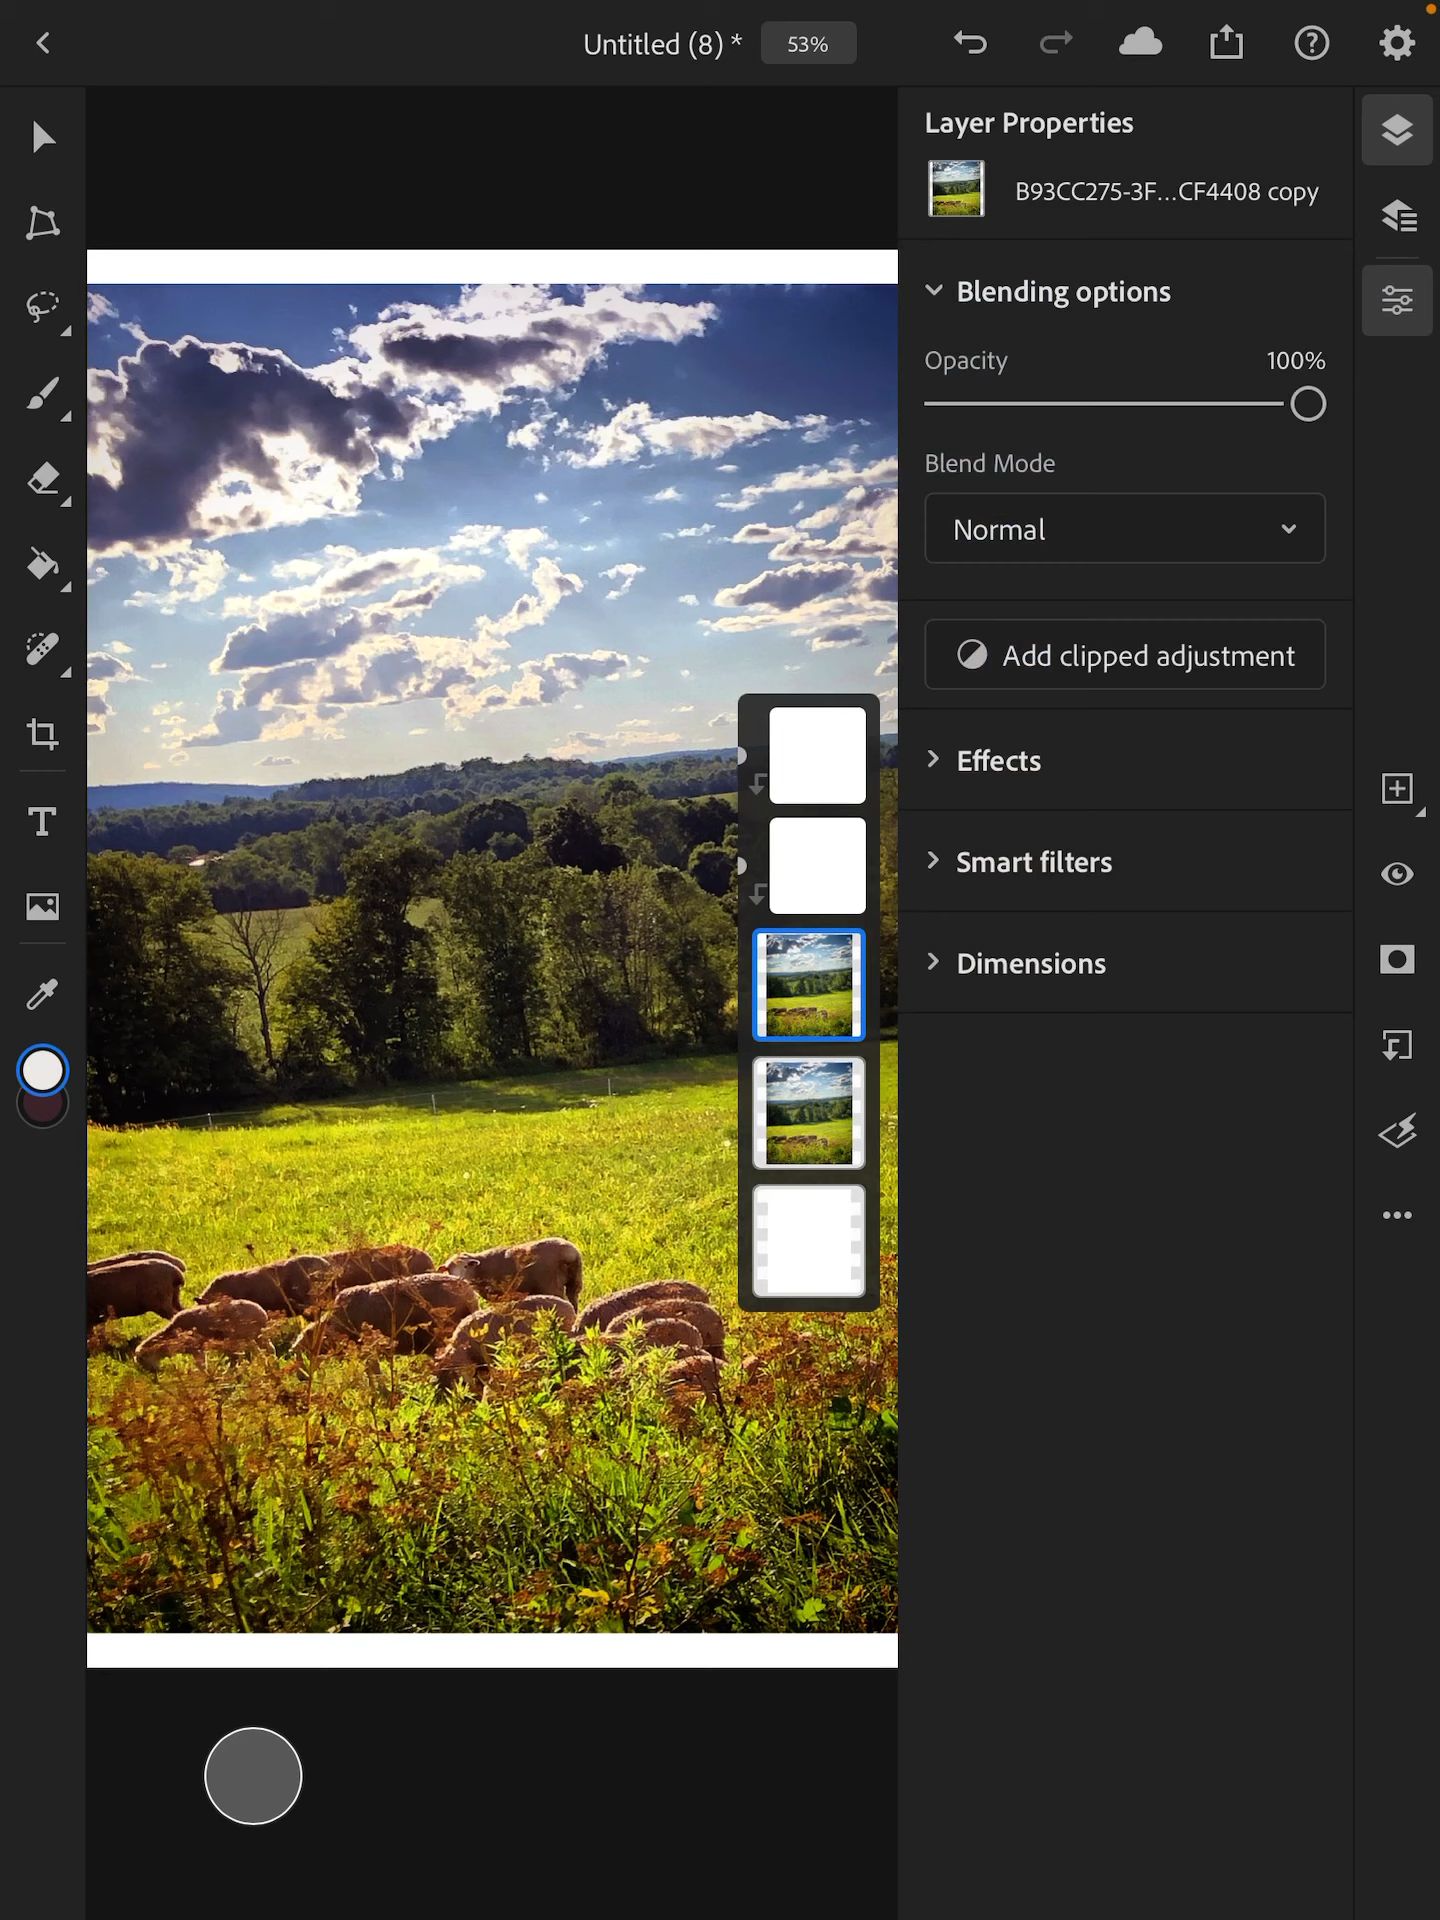 Untitled (8) * 53%
Layer Properties
B93CC275-3F...CF4408 copy
Blending options
Opacity 100%
Blend Mode
Normal
Add clipped adjustment
Effects
Smart filters
Dimensions
T